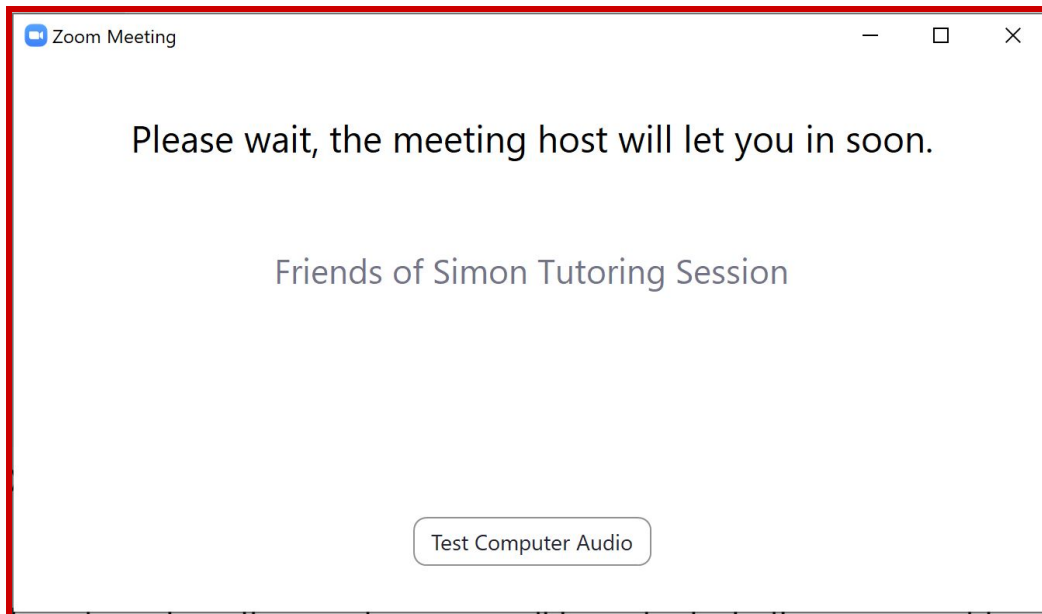 Zoom Meeting
Please wait, the meeting host will let you in soon.
Friends of Simon Tutoring Session
Test Computer Audio